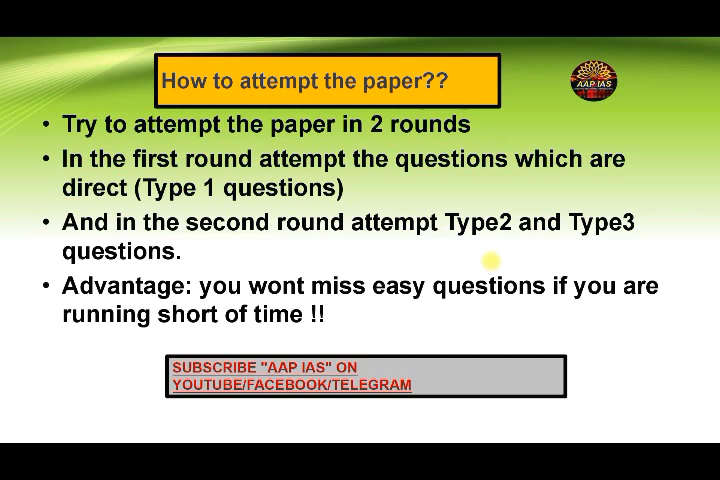 How to attempt the paper??
AAP IAS
• Try to attempt the paper in 2 rounds
• In the first round attempt the questions which are
direct (Type 1 questions)
• And in the second round attempt Type2 and Type3
questions.
• Advantage: you wont miss easy questions if you are
running short of time !!
SUBSCRIBE "AAP IAS" ON
YOUTUBE/FACEBOOK/TELEGRAM